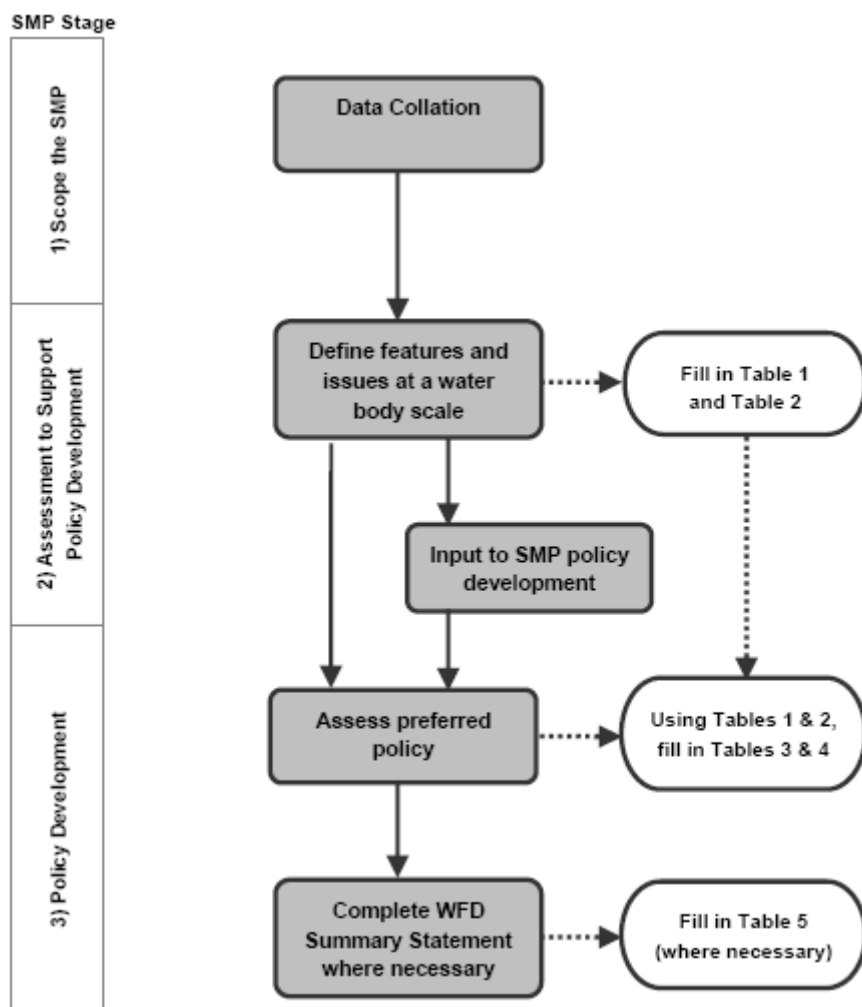 SMP Stage
1) Scope the SMP
Data Collation
2) Assessment to Support
Policy Development
Define features and
issues at a water
body scale
Fill in Table 1
and Table 2
Input to SMP policy
development
3) Policy Development
Assess preferred
policy
Using Tables 1 & 2,
fill in Tables 3 & 4
Complete WFD
Summary Statement
where necessary
Fill in Table 5
(where necessary)